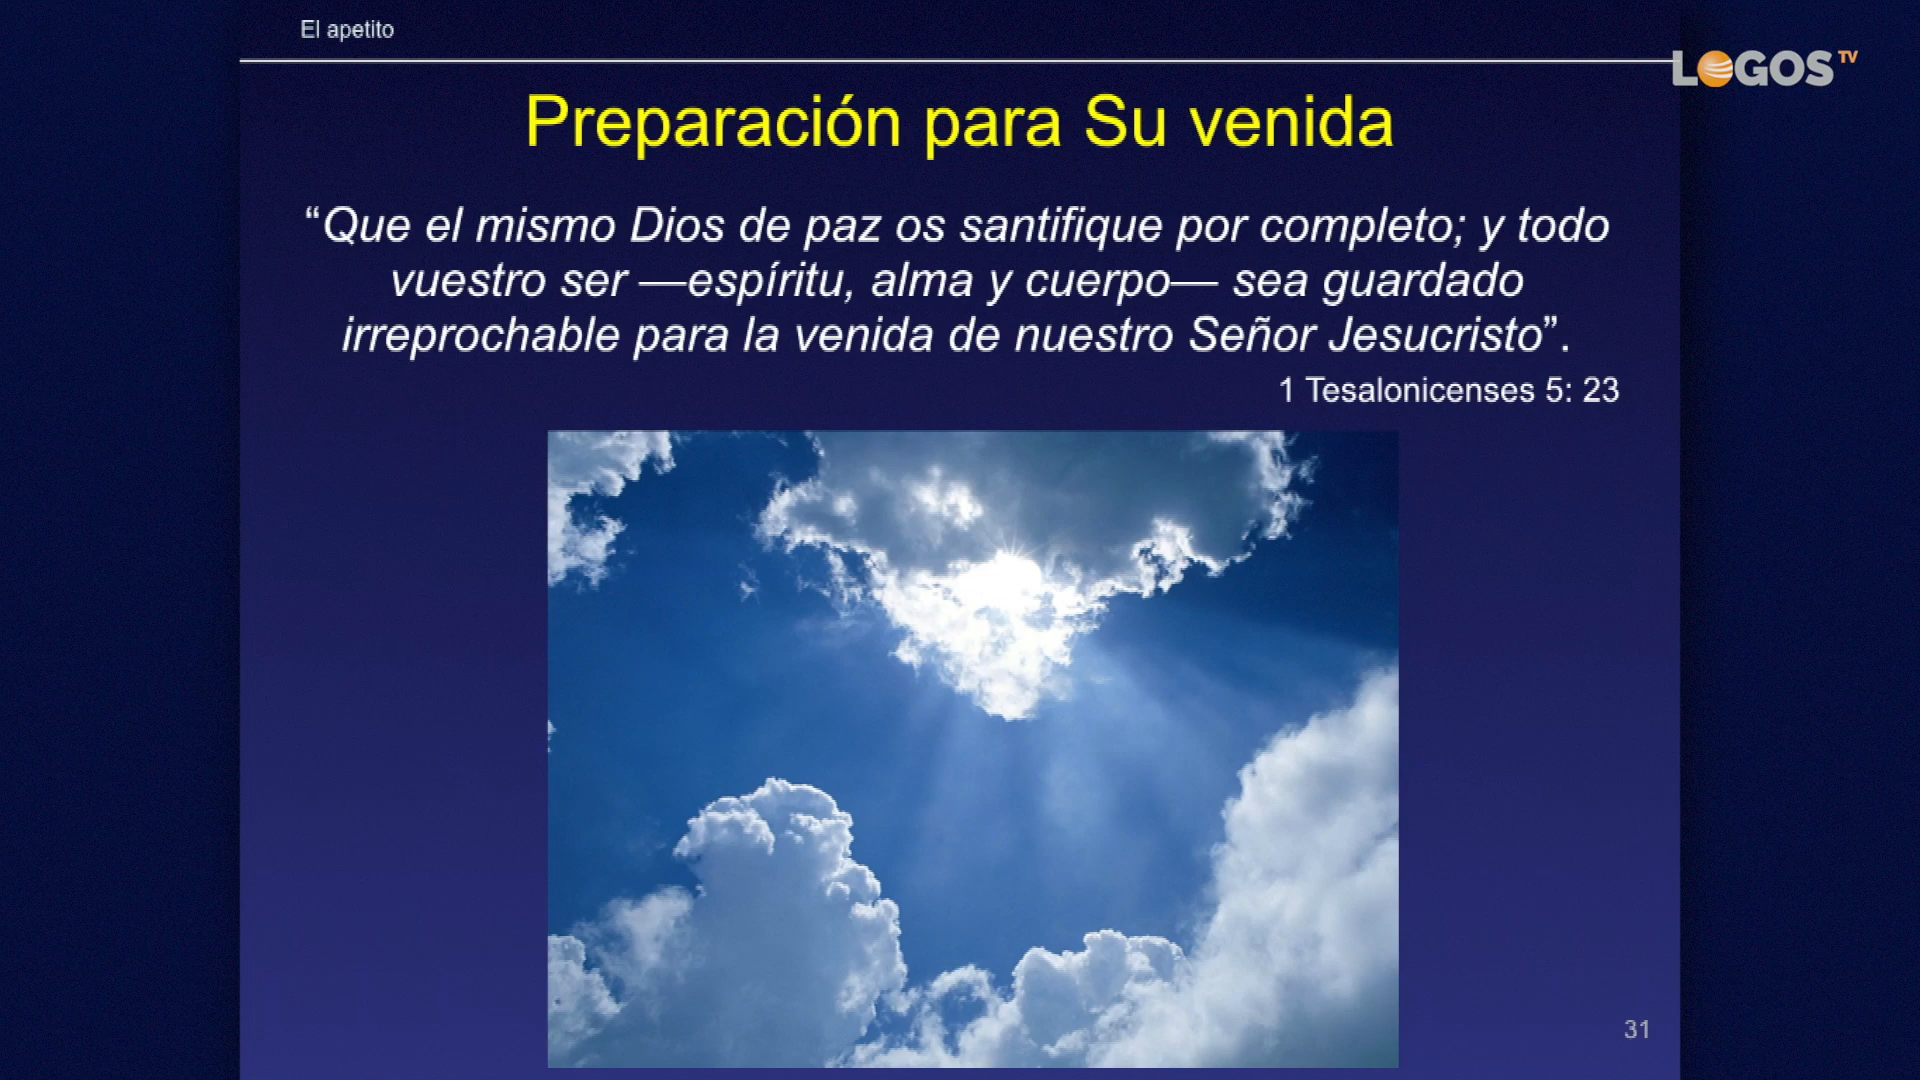 El apetito
LOGOS TV
Preparación para Su venida
“Que el mismo Dios de paz os santifique por completo; y todo
vuestro ser —espíritu, alma y cuerpo— sea guardado
irreprochable para la venida de nuestro Señor Jesucristo”.
1 Tesalonicenses 5: 23
31